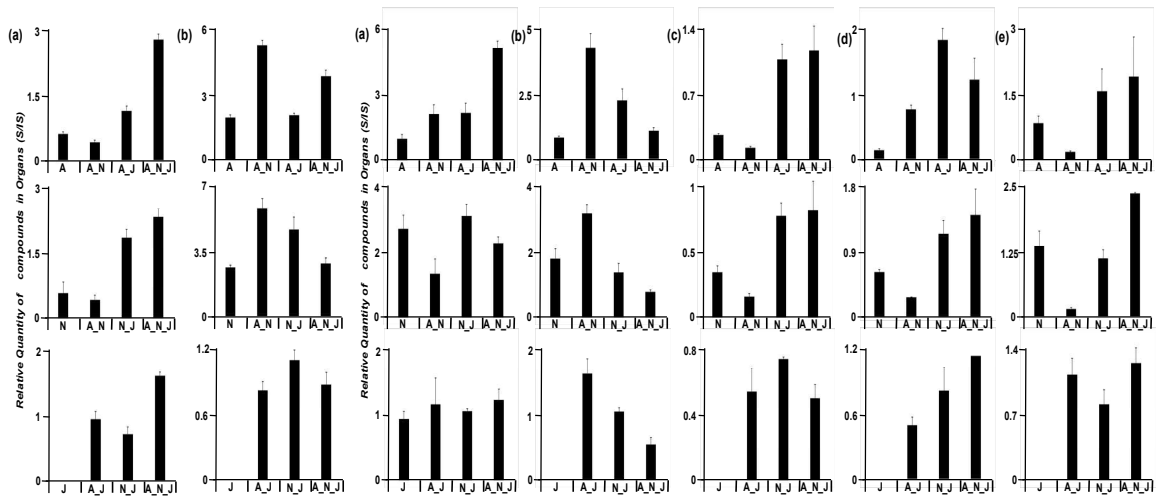 (a) (b) (a) (b) (c) (d) (e)
Relative Quantity of compounds in Organs (S/IS)
Relative Quantity of compounds in Organs (S/IS)
3 6 6 5 1.4 2 3
1.5 4 4 2.5 0.7 1 1.5
2 2
0 0 0 0 0 0 0
A A_N A_J A_N_J A A_N A_J A_N_J A A_N A_J A_N_J A A_N A_J A_N_J A A_N A_J A_N_J A A_N N_J A_N_J A A_N A_J A_N_J
3 7 4 4 1 1.8 2.5
1.5 3.5 2 2 0.5 0.9 1.25
0 0 0 0 0 0 0
N A_N N_J A_N_J N A_N N_J A_N_J N A_N N_J A_N_J N A_N N_J A_N_J N A_N N_J A_N_J N A_N N_J A_N_J N A_N N_J A_N_J
2 1.2 2 2 0.8 1.2 1.4
1 0.6 1 1 0.4 0.6 0.7
0 0 0 0 0 0 0
J A_J N_J A_N_J J A_J N_J A_N_J J A_J N_J A_N_J J A_J N_J A_N_J J A_J N_J A_N_J J A_J N_J A_N_J J A_J N_J A_N_J